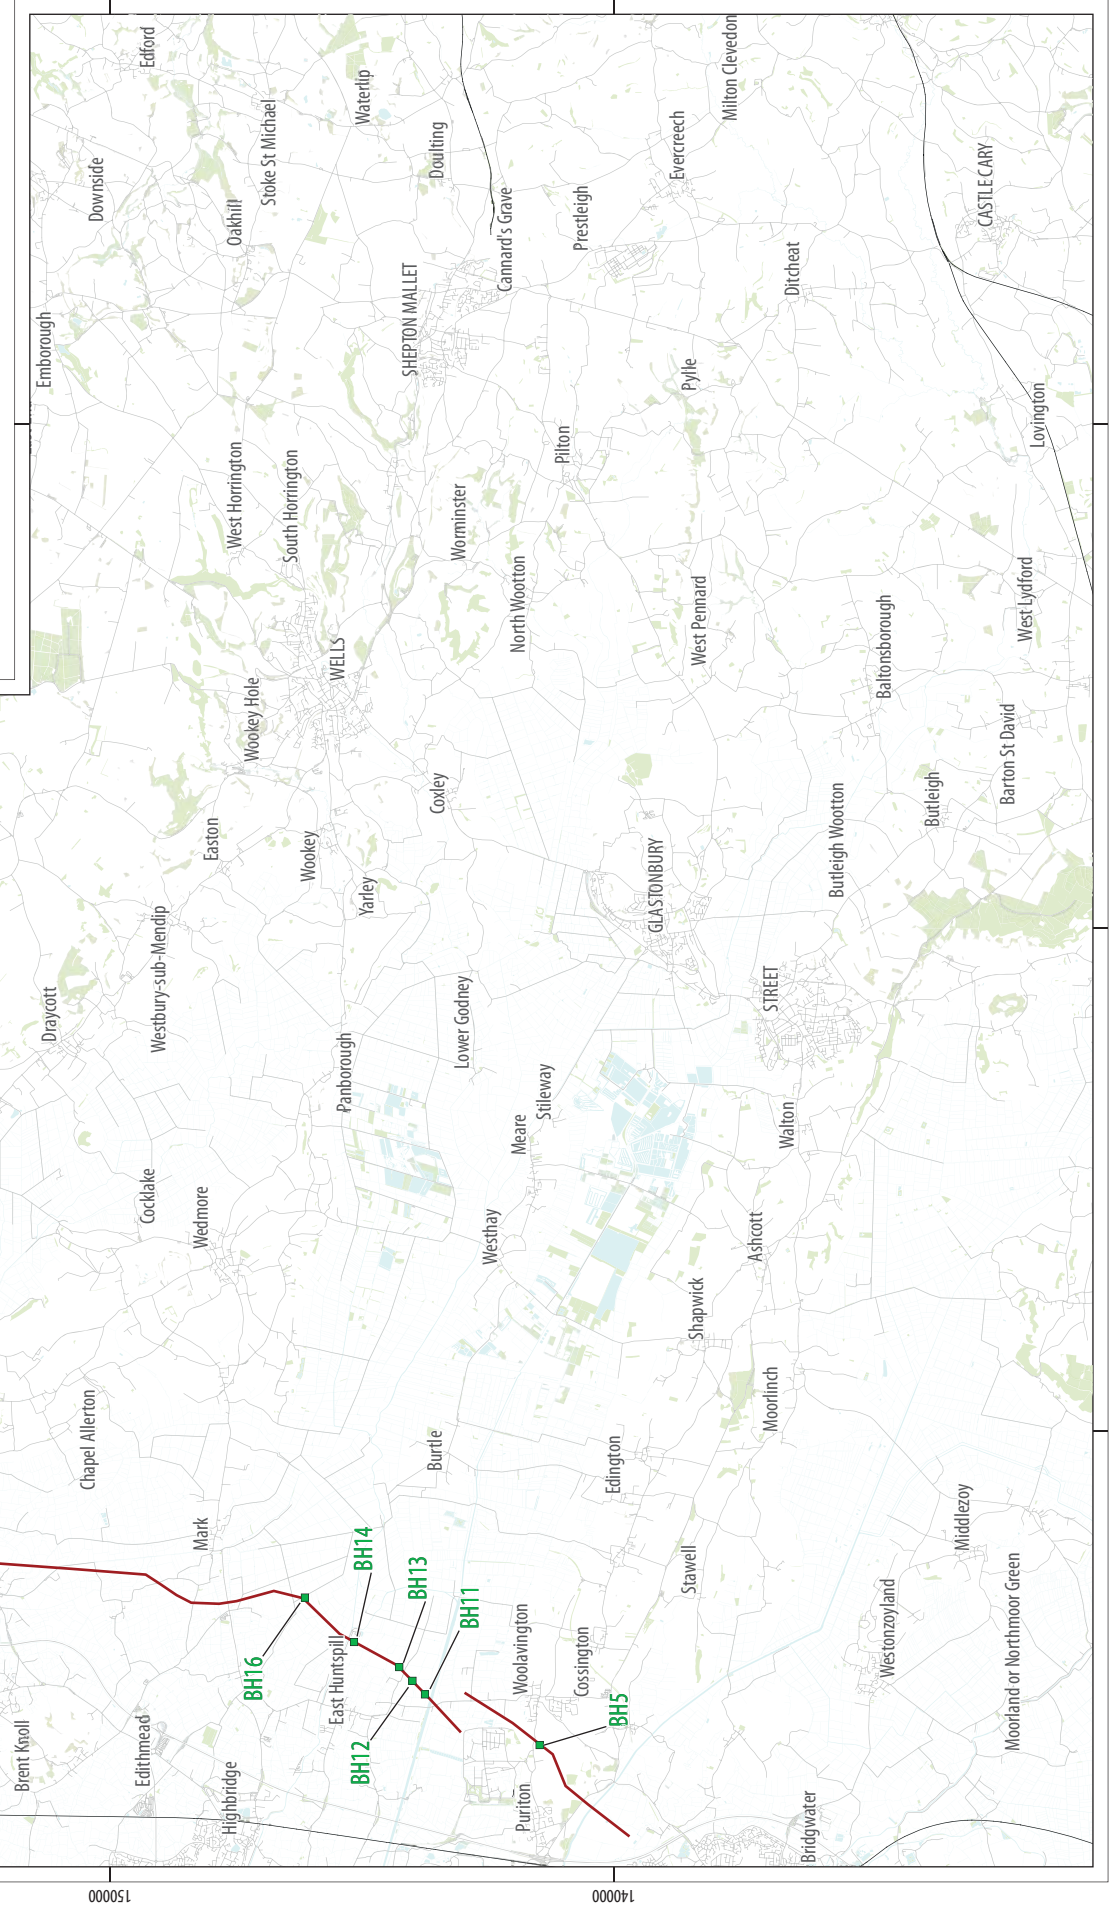 Edford
Waterlip
Milton Clevedon
Downside
Stoke St Michael
Doulting
Evercreech
Oakhill
Cannard's Grave
Prestleigh
CASTLE CARY
Ditcheat
SHEPTON MALLET
Emborough
Pylle
Lovington
Pilton
West Horrington
South Horrington
Worminster
North Wootton
West Pennard
West Lydford
Baltonsborough
WELLS
Wookey Hole
Barton St David
Coxley
Butleigh
Butleigh Wootton
Easton
Wookey
Yarley
GLASTONBURY
Westbury-sub-Mendip
Draycott
STREET
Lower Godney
Panborough
Stileway
Meare
Walton
Cocklake
Wedmore
Westhay
Ashcott
Shapwick
Moorlinch
Chapel Allerton
Burtle
Edington
Mark
BH14
BH13
BH11
Middlezoy
Stawell
Moorland or Northmoor Green
Westonzoyland
Woolavington
Cossington
BH16
East Huntspill
BH5
BH12
Brent Knoll
Edithmead
Highbridge
Puriton
Bridgwater
150000
140000